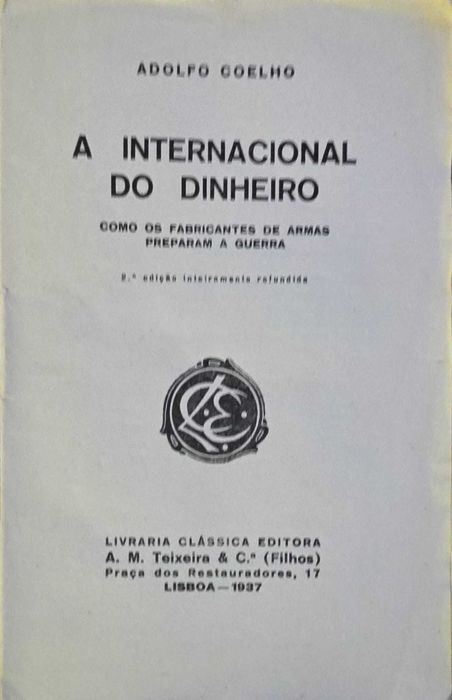 ADOLFO COELHO
A INTERNACIONAL
DO DINHEIRO
COMO OS FABRICANTES DE ARMAS
PREPARAM A GUERRA
2.ª edição inteiramente refundida
LCE
LIVRARIA CLÁSSICA EDITORA
A. M. Teixeira & C.ª (Filhos)
Praça dos Restauradores, 17
LISBOA—1937